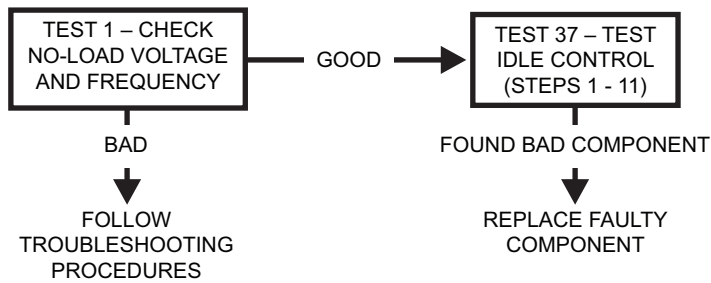 TEST 1 – CHECK
NO-LOAD VOLTAGE
AND FREQUENCY
GOOD
TEST 37 – TEST
IDLE CONTROL
(STEPS 1 - 11)
BAD
FOLLOW
TROUBLESHOOTING
PROCEDURES
FOUND BAD COMPONENT
REPLACE FAULTY
COMPONENT